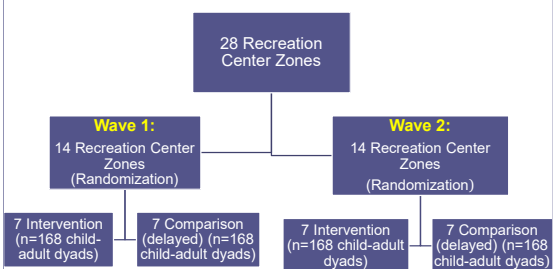 28 Recreation
Center Zones
Wave 1:
14 Recreation Center
Zones
(Randomization)
Wave 2:
14 Recreation Center
Zones
(Randomization)
7 Intervention
(n=168 child-
adult dyads)
7 Comparison
(delayed) (n=168
child-adult dyads)
7 Intervention
(n=168 child-adult
dyads)
7 Comparison
(delayed) (n=168
child-adult dyads)